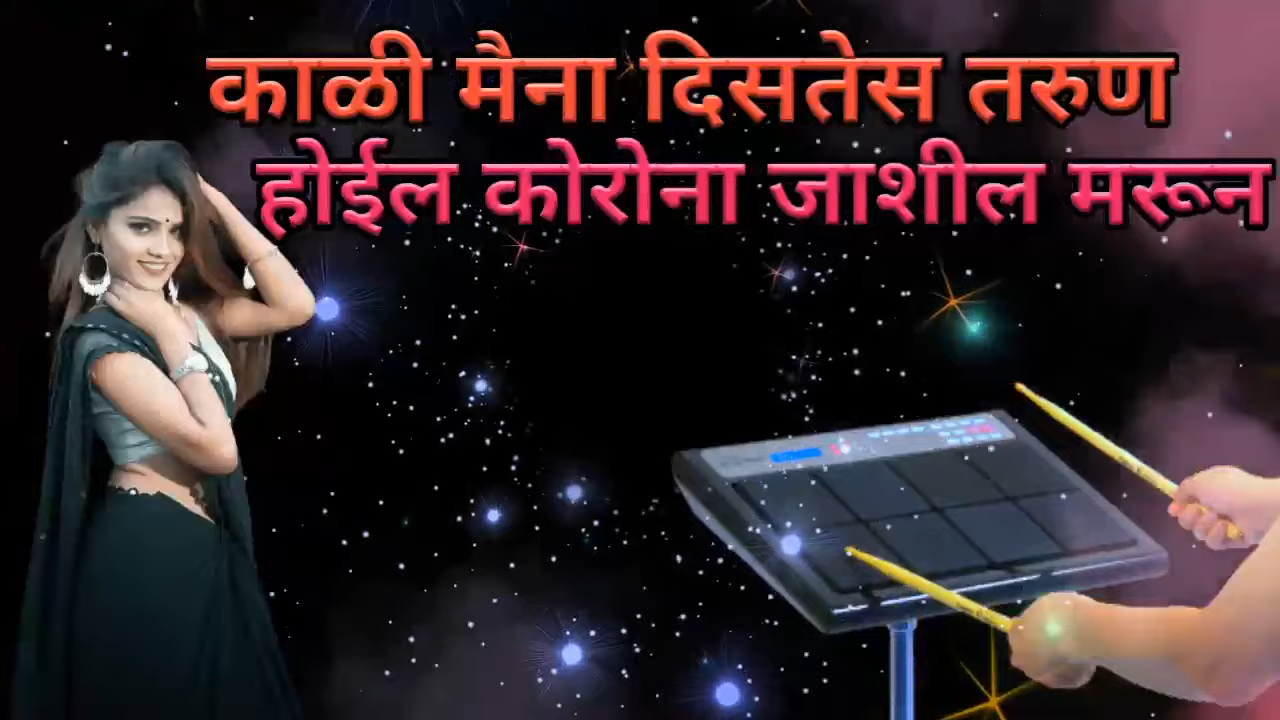 काळी मैना दिसतेस तरुण
होईल कोरोना जाशील मरून